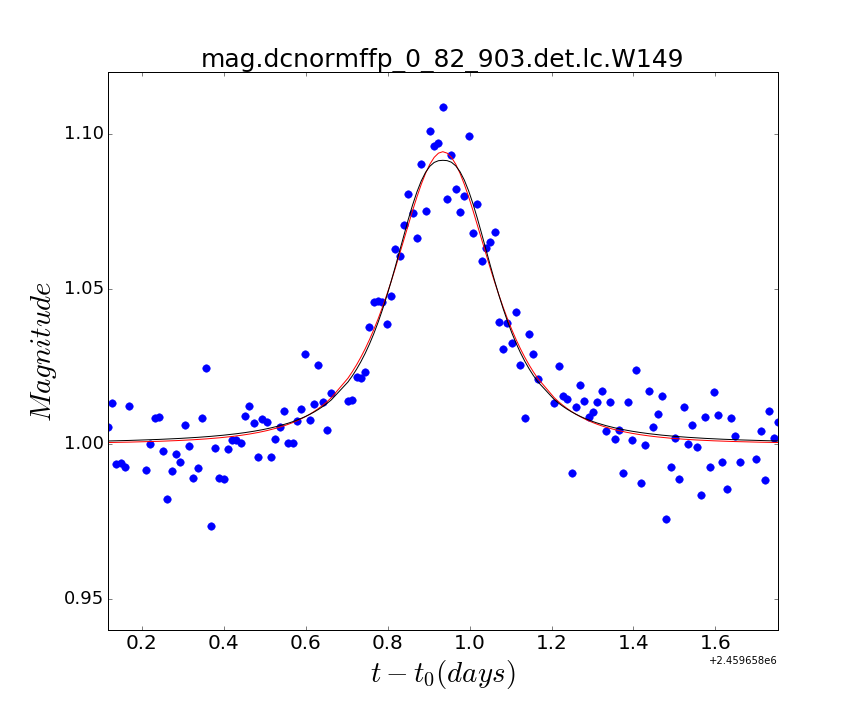 mag.dcnormffp_0_82_903.det.lc.W149
1.10
1.05
1.00
0.95
Magnitude
0.2 0.4 0.6 0.8 1.0 1.2 1.4 1.6
+2.459658e6
t − t₀(days)